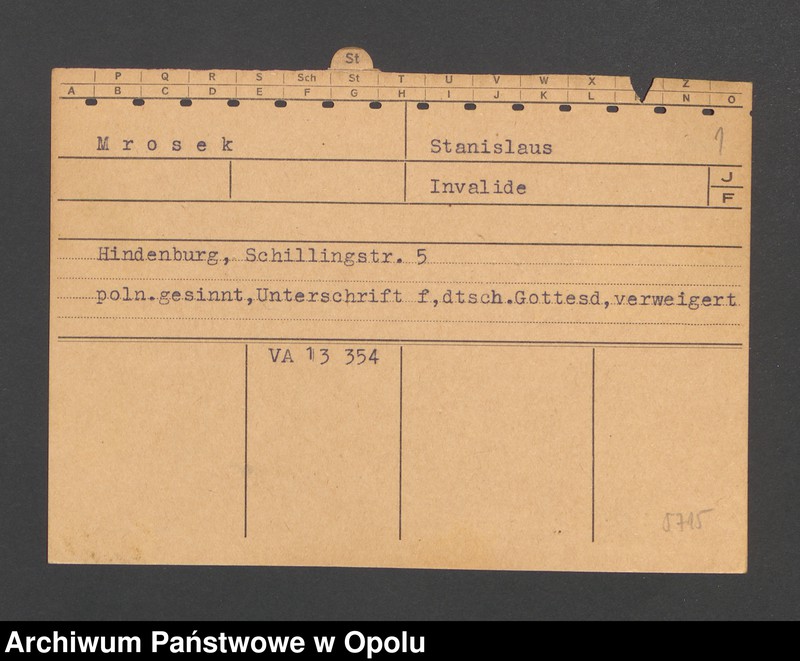 St
P Q R S Sch St T U V W X Z
A B C D E F G H I J K L N O
Mrosek Stanislaus 1
Invalide J
F
Hindenburg, Schillingstr. 5
poln.gesinnt,Unterschrift f,dtsch.Gottesd,verweigert
VA 13 354
5715
Archiwum Państwowe w Opolu